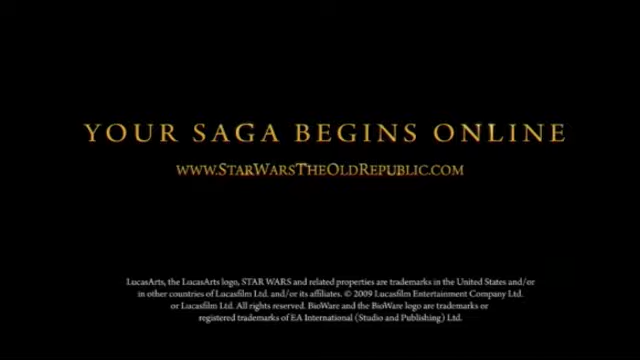 YOUR SAGA BEGINS ONLINE
WWW.STARWARSTHEOLDREPUBLIC.COM
LucasArts, the LucasArts logo, STAR WARS and related properties are trademarks in the United States and/or
in other countries of Lucasfilm Ltd. and/or its affiliates. © 2009 Lucasfilm Entertainment Company Ltd.
or Lucasfilm Ltd. All rights reserved. BioWare and the BioWare logo are trademarks or
registered trademarks of EA International (Studio and Publishing) Ltd.